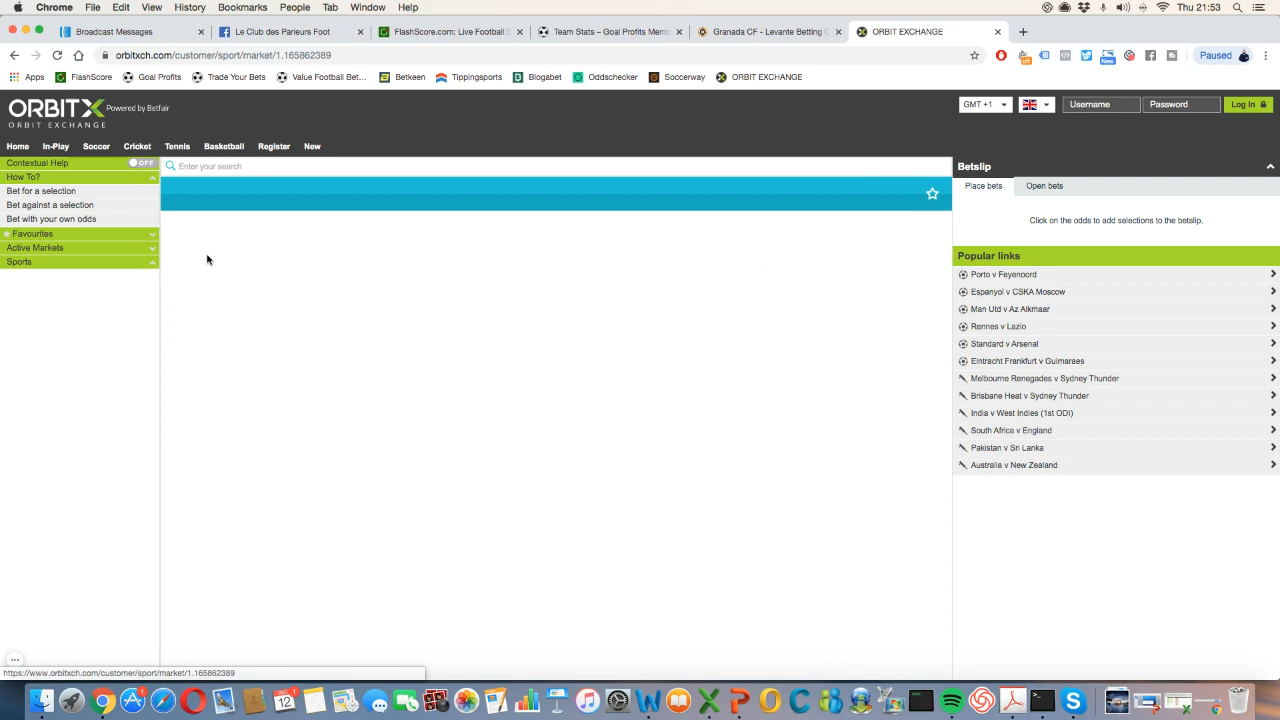 Chrome File Edit View History Bookmarks People Tab Window Help Thu 21:53
Broadcast Messages Le Club des Parieurs Foot FlashScore.com: Live Football S Team Stats – Goal Profits Mem Granada CF - Levante Betting O ORBIT EXCHANGE
orbitxch.com/customer/sport/market/1.165862389 off New Paused
Apps FlashScore Goal Profits Trade Your Bets Value Football Bet... Betkeen Tippingsports Blogabet Oddschecker Soccerway ORBIT EXCHANGE
ORBITX Powered by Betfair GMT +1 Username Password Log In
ORBIT EXCHANGE
Home In-Play Soccer Cricket Tennis Basketball Register New
Contextual Help OFF
How To?
Bet for a selection
Bet against a selection
Bet with your own odds
Favourites
Active Markets
Sports
Enter your search
Betslip
Place bets Open bets
Click on the odds to add selections to the betslip.
Popular links
Porto v Feyenoord
Espanyol v CSKA Moscow
Man Utd v Az Alkmaar
Rennes v Lazio
Standard v Arsenal
Eintracht Frankfurt v Guimaraes
Melbourne Renegades v Sydney Thunder
Brisbane Heat v Sydney Thunder
India v West Indies (1st ODI)
South Africa v England
Pakistan v Sri Lanka
Australia v New Zealand
https://www.orbitxch.com/customer/sport/market/1.165862389